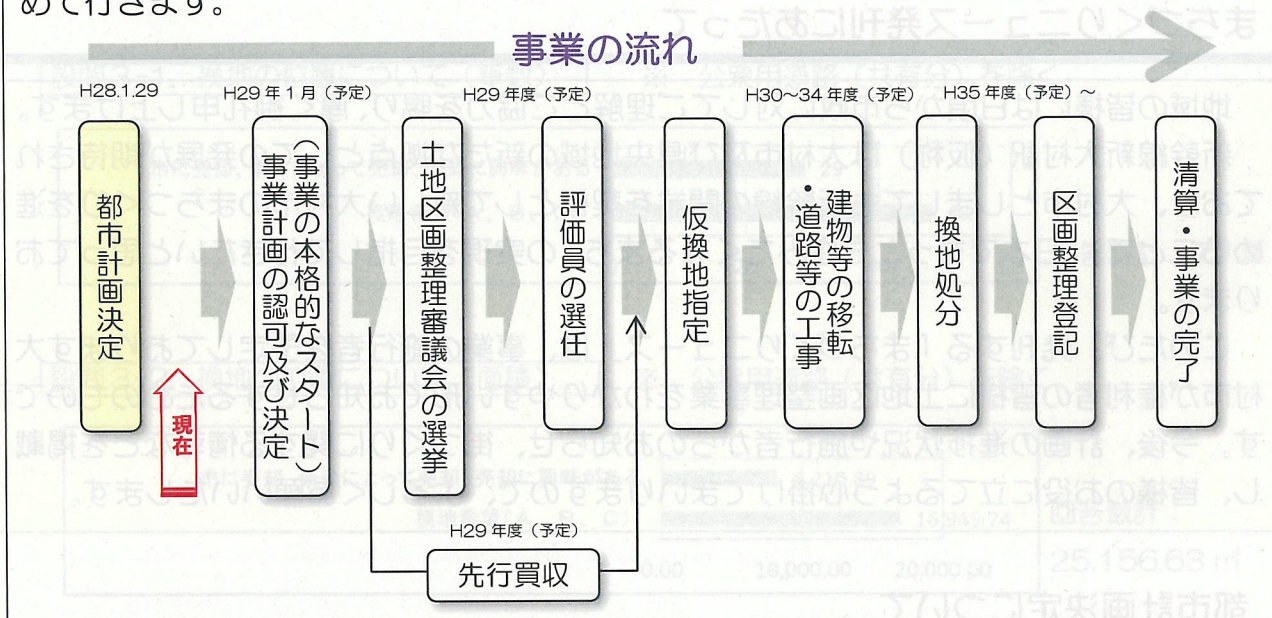 めて行きます。
事業の流れ
H28.1.29
H29年1月（予定）
H29年度（予定）
H30～34年度（予定）
H35年度（予定）～
都市計画決定
現在
事業計画の認可及び決定
（事業の本格的なスタート）
土地区画整理審議会の選挙
評価員の選任
仮換地指定
建物等の移転
・道路等の工事
換地処分
区画整理登記
清算・事業の完了
H29年度（予定）
先行買収